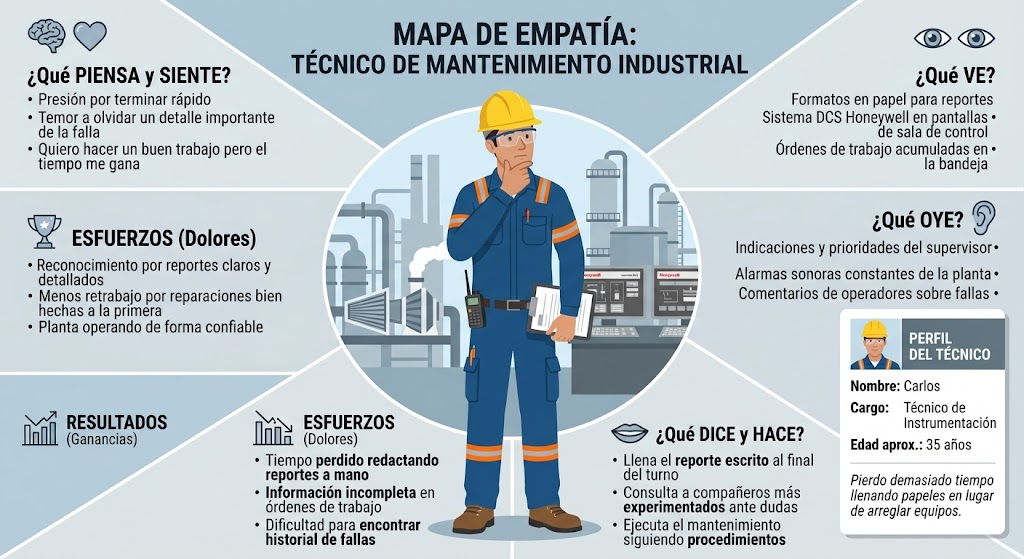 MAPA DE EMPATÍA:
TÉCNICO DE MANTENIMIENTO INDUSTRIAL
¿Qué PIENSA y SIENTE?
• Presión por terminar rápido
• Temor a olvidar un detalle importante
de la falla
• Quiero hacer un buen trabajo pero el
tiempo me gana
¿Qué VE?
Formatos en papel para reportes
Sistema DCS Honeywell en pantallas
de sala de control
Órdenes de trabajo acumuladas en
la bandeja
ESFUERZOS (Dolores)
• Reconocimiento por reportes claros y
detallados
• Menos retrabajo por reparaciones bien
hechas a la primera
• Planta operando de forma confiable
¿Qué OYE?
Indicaciones y prioridades del supervisor•
Alarmas sonoras constantes de la planta•
Comentarios de operadores sobre fallas •
Honeywell
Honeywell
RESULTADOS
(Ganancias)
ESFUERZOS
(Dolores)
• Tiempo perdido redactando
reportes a mano
• Información incompleta en
órdenes de trabajo
• Dificultad para encontrar
historial de fallas
¿Qué DICE y HACE?
• Llena el reporte escrito al final
del turno
• Consulta a compañeros más
experimentados ante dudas
• Ejecuta el mantenimiento
siguiendo procedimientos
PERFIL
DEL TÉCNICO
Nombre: Carlos
Cargo: Técnico de
Instrumentación
Edad aprox.: 35 años
Pierdo demasiado tiempo
llenando papeles en lugar
de arreglar equipos.